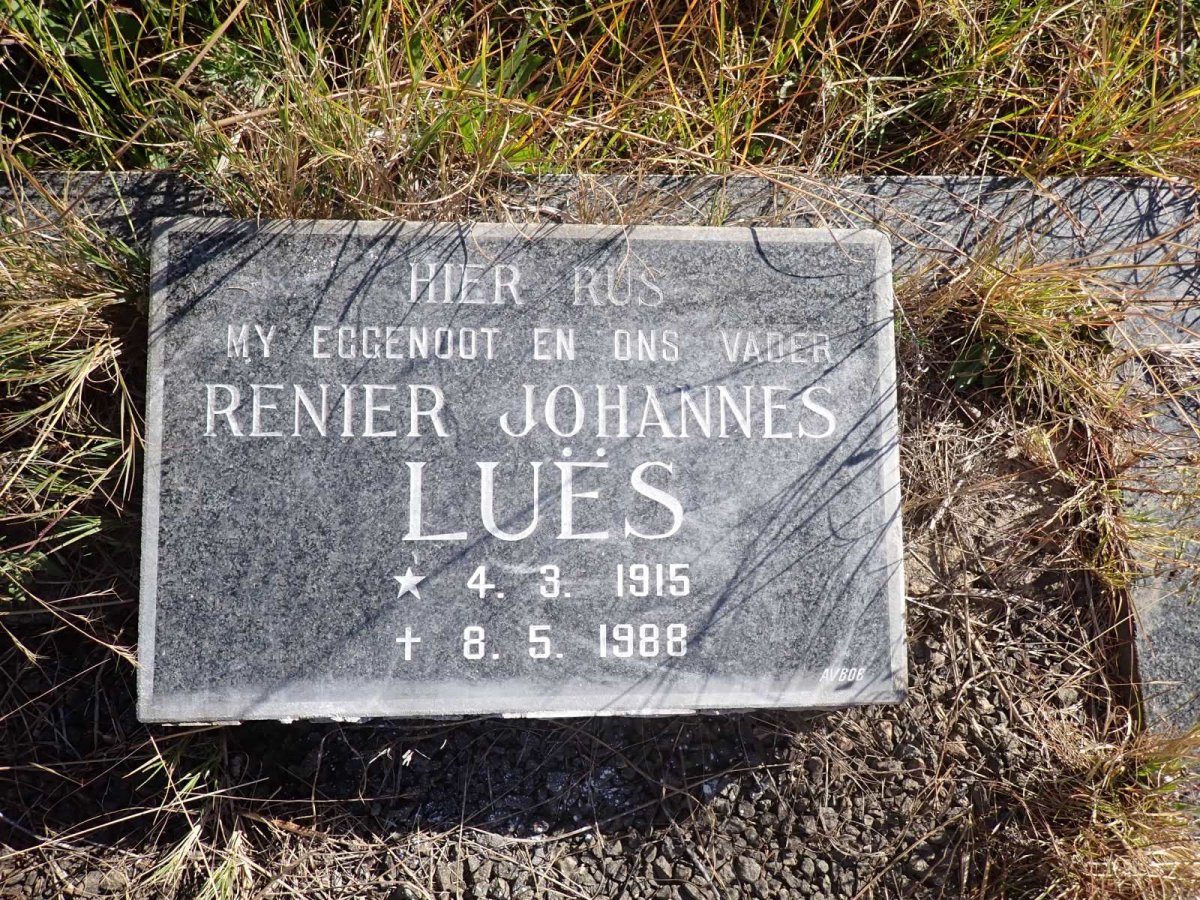 HIER RUS
MY EGGENOOT EN ONS VADER
RENIER JOHANNES
LUËS
★ 4. 3. 1915
✝ 8. 5. 1988
AVBOB